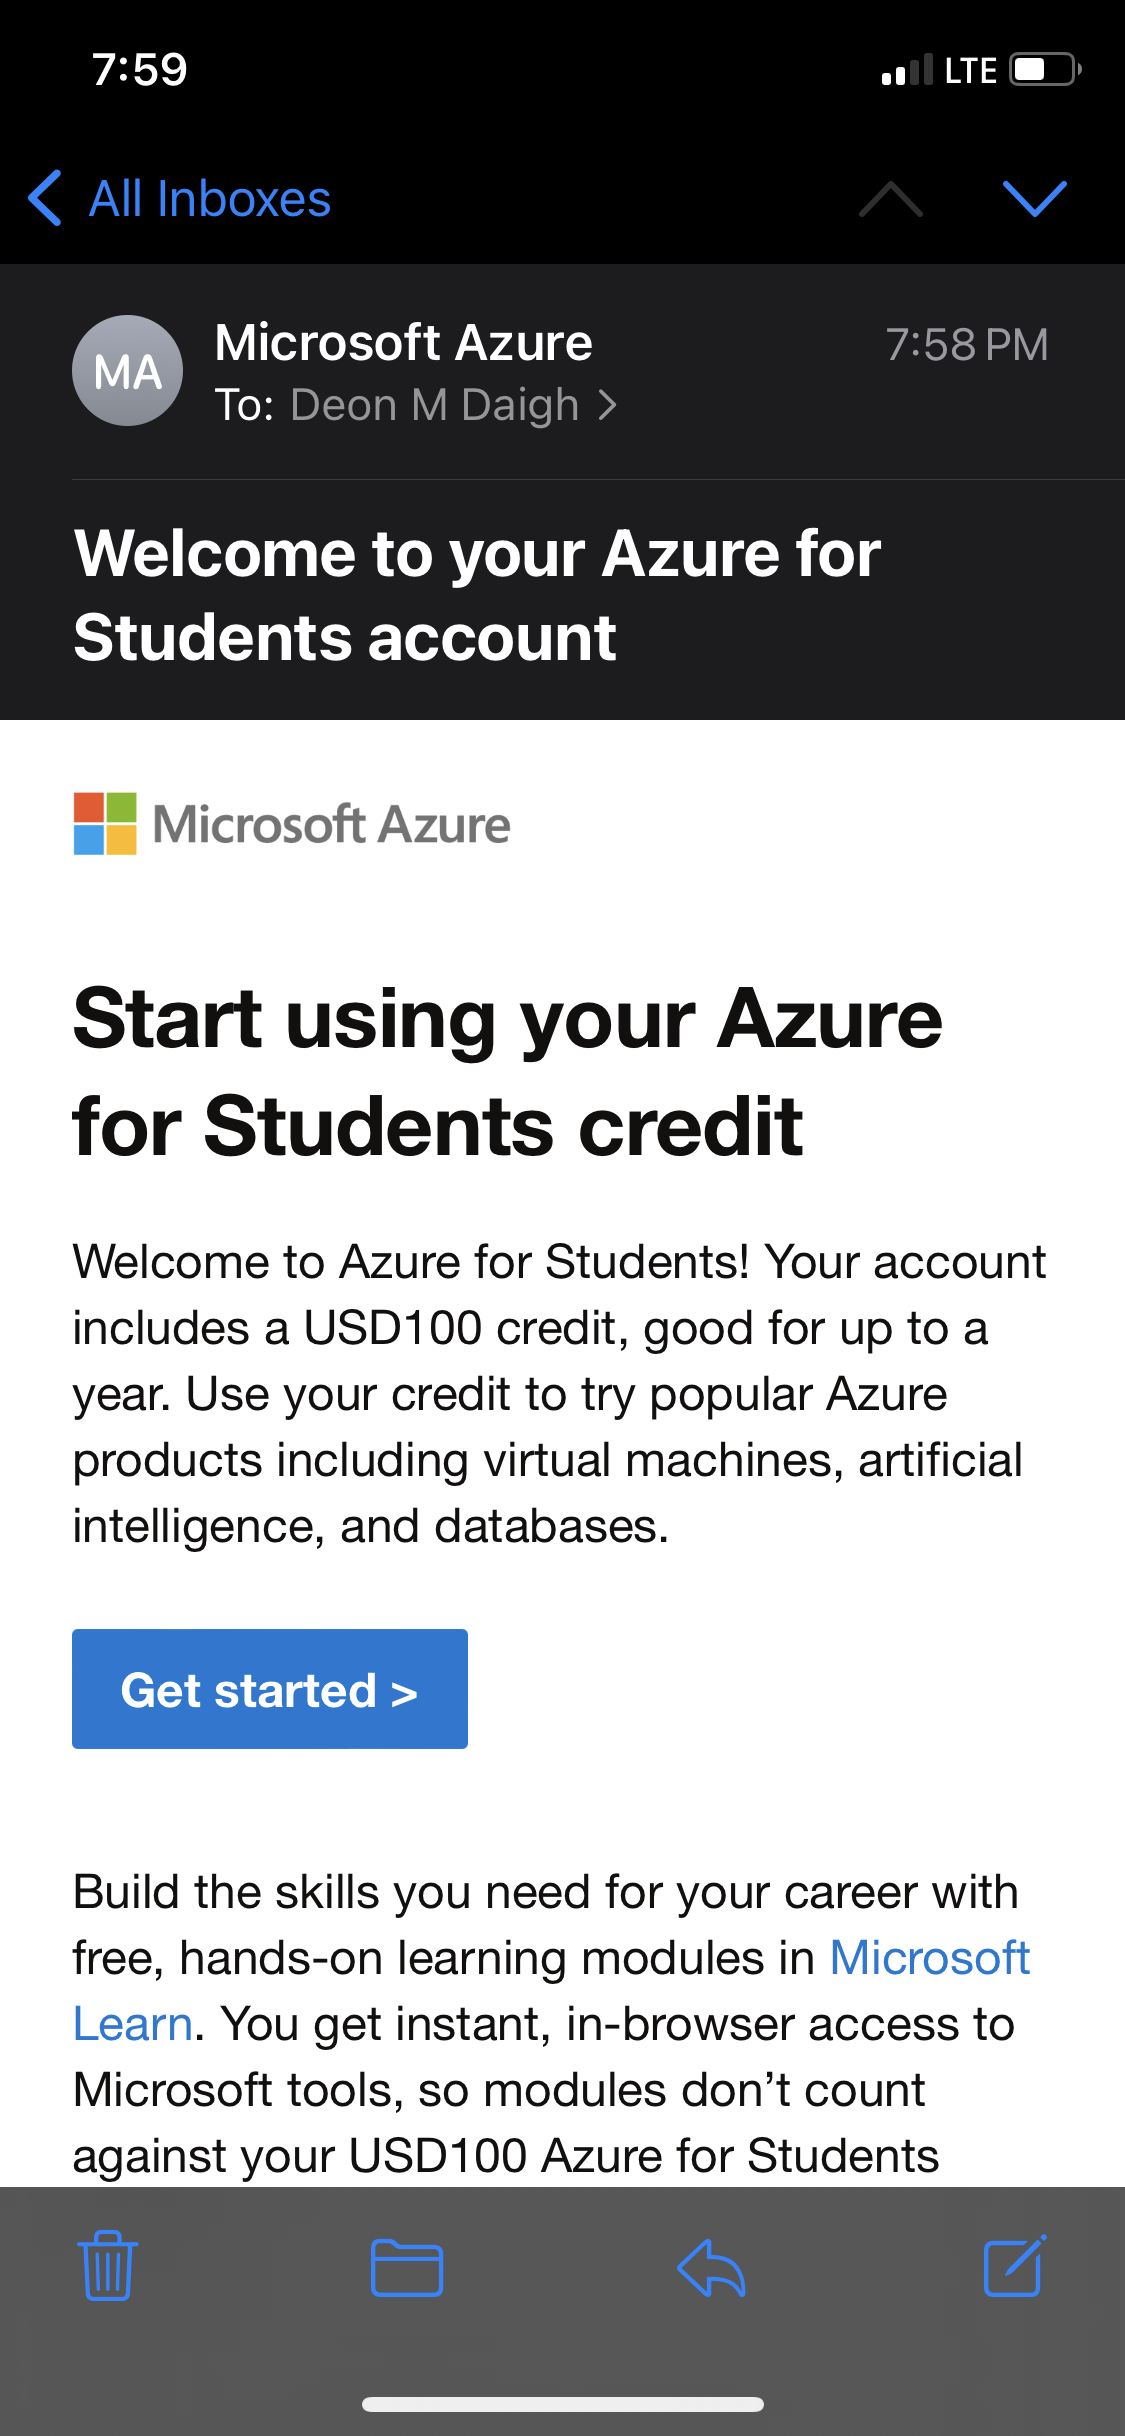 7:59
LTE
All Inboxes
MA
Microsoft Azure
7:58 PM
To: Deon M Daigh >
Welcome to your Azure for
Students account
Microsoft Azure
Start using your Azure
for Students credit
Welcome to Azure for Students! Your account
includes a USD100 credit, good for up to a
year. Use your credit to try popular Azure
products including virtual machines, artificial
intelligence, and databases.
Get started >
Build the skills you need for your career with
free, hands-on learning modules in Microsoft
Learn. You get instant, in-browser access to
Microsoft tools, so modules don’t count
against your USD100 Azure for Students